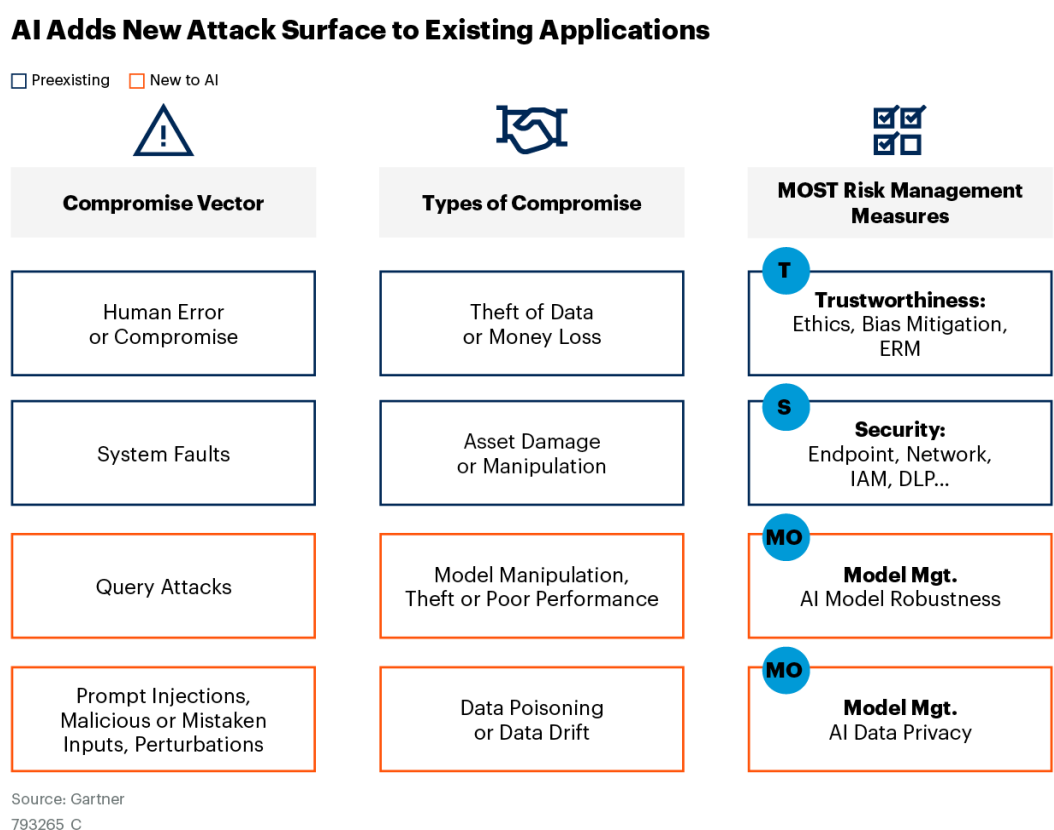 AI Adds New Attack Surface to Existing Applications
Preexisting
New to AI
Compromise Vector
Types of Compromise
MOST Risk Management
Measures
Human Error
or Compromise
Theft of Data
or Money Loss
T
Trustworthiness:
Ethics, Bias Mitigation,
ERM
System Faults
Asset Damage
or Manipulation
S
Security:
Endpoint, Network,
IAM, DLP...
Query Attacks
Model Manipulation,
Theft or Poor Performance
MO
Model Mgt.
AI Model Robustness
Prompt Injections,
Malicious or Mistaken
Inputs, Perturbations
Data Poisoning
or Data Drift
MO
Model Mgt.
AI Data Privacy
Source: Gartner
793265_C